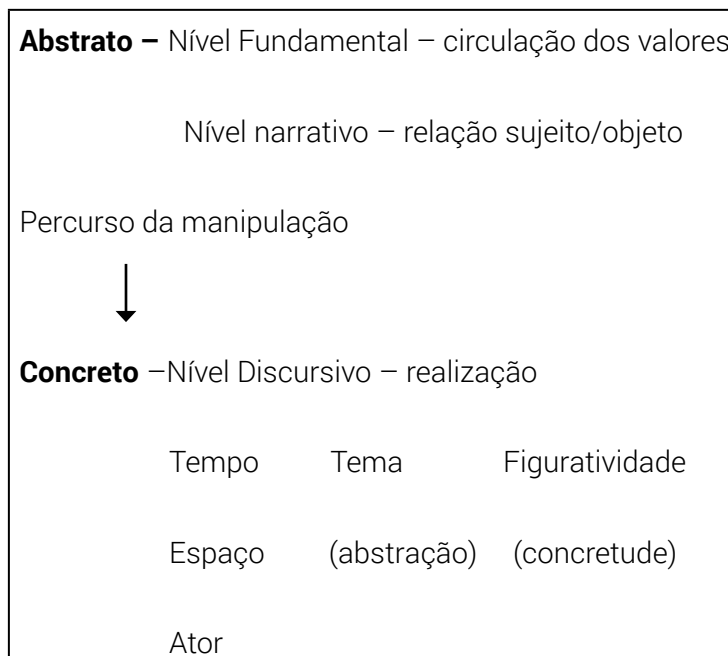 Abstrato – Nível Fundamental – circulação dos valores
Nível narrativo – relação sujeito/objeto
Percurso da manipulação
Concreto –Nível Discursivo – realização
Tempo Tema Figuratividade
Espaço (abstração) (concretude)
Ator